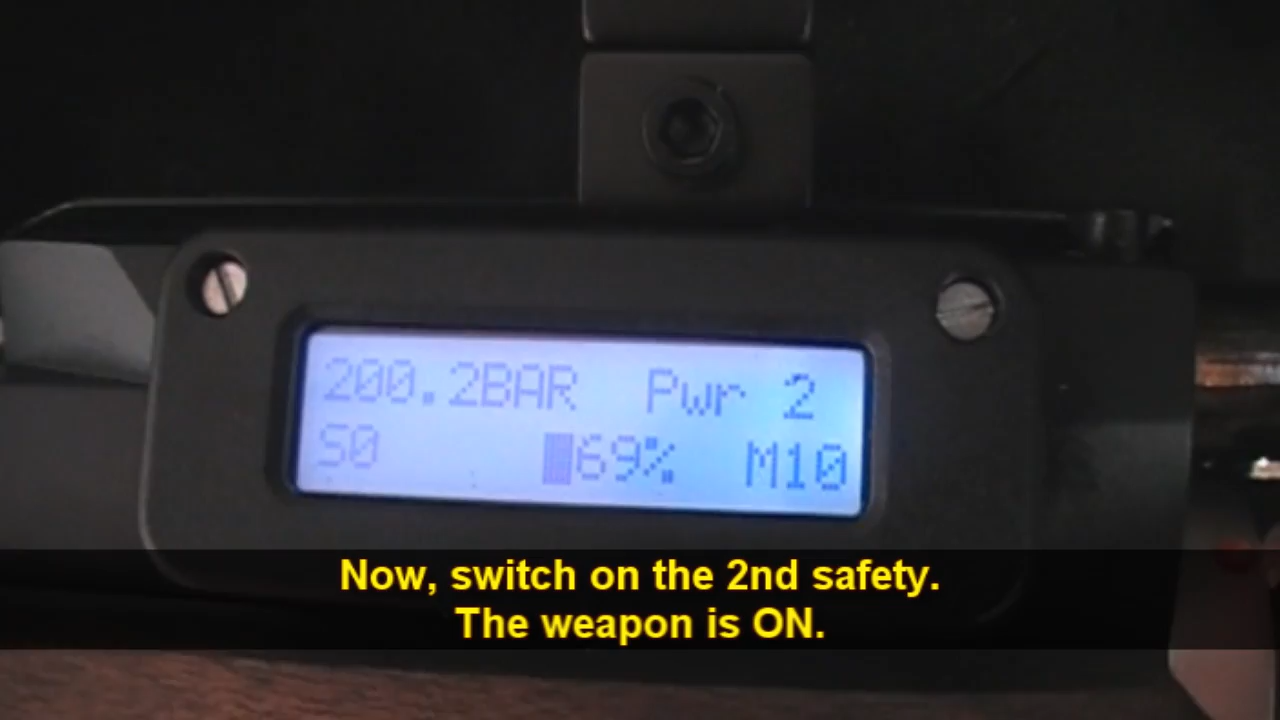 200.2BAR Pwr 2
S0 69% M10
Now, switch on the 2nd safety.
The weapon is ON.